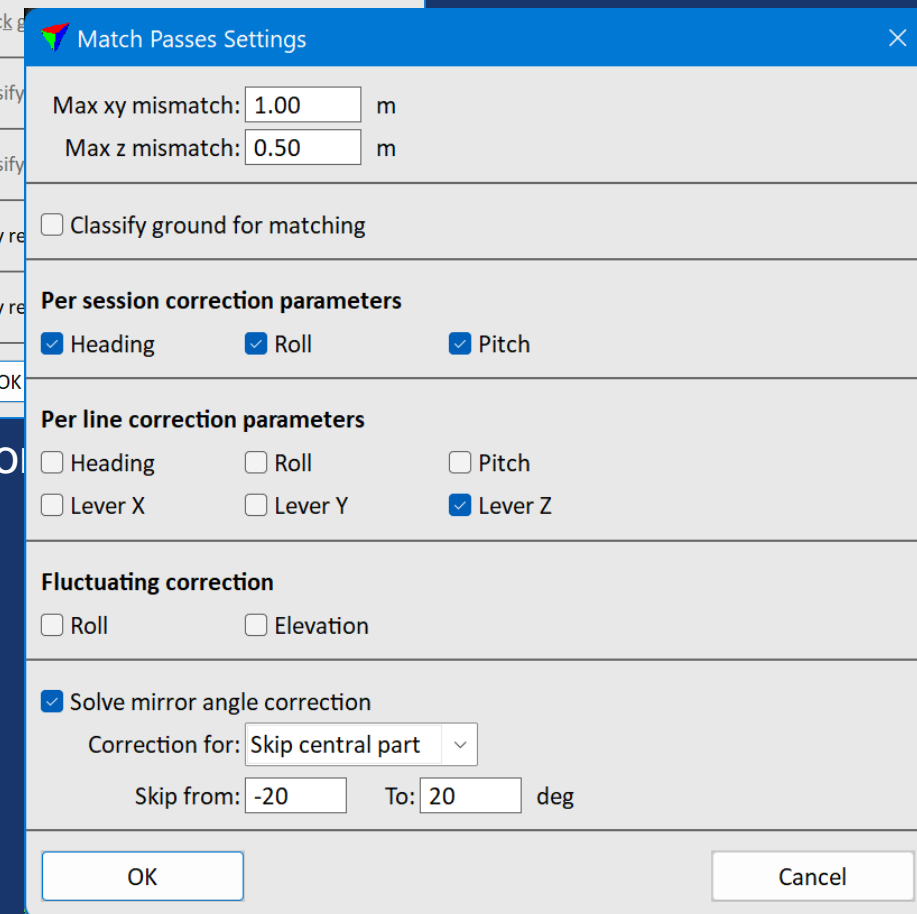 Match Passes Settings
Max xy mismatch: 1.00 m
Max z mismatch: 0.50 m
Classify ground for matching
Per session correction parameters
Heading Roll Pitch
Per line correction parameters
Heading Roll Pitch
Lever X Lever Y Lever Z
Fluctuating correction
Roll Elevation
Solve mirror angle correction
Correction for: Skip central part
Skip from: -20 To: 20 deg
OK Cancel
OK